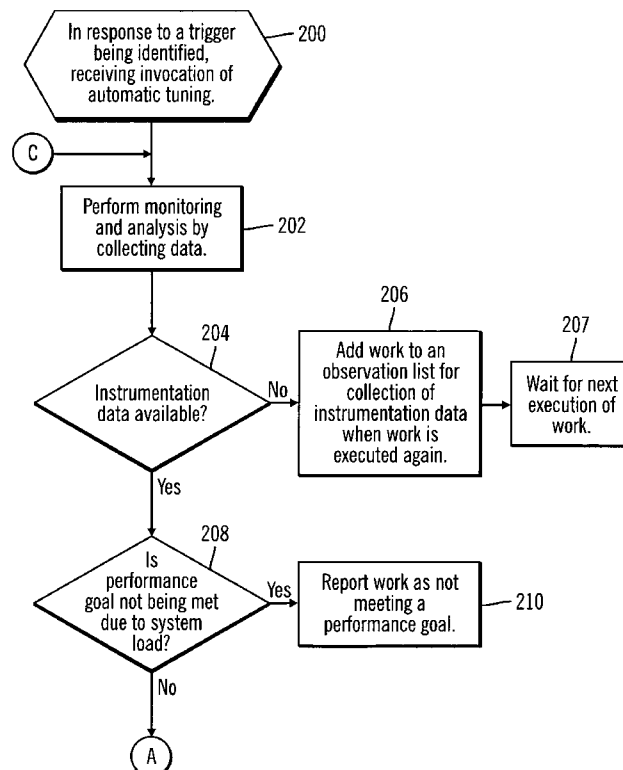 In response to a trigger
being identified,
receiving invocation of
automatic tuning.
200
C
Perform monitoring
and analysis by
collecting data.
202
204
Instrumentation
data available?
No
206
Add work to an
observation list for
collection of
instrumentation data
when work is
executed again.
207
Wait for next
execution of
work.
Yes
208
Is
performance
goal not being met
due to system
load?
Yes
Report work as not
meeting a
performance goal.
210
No
A